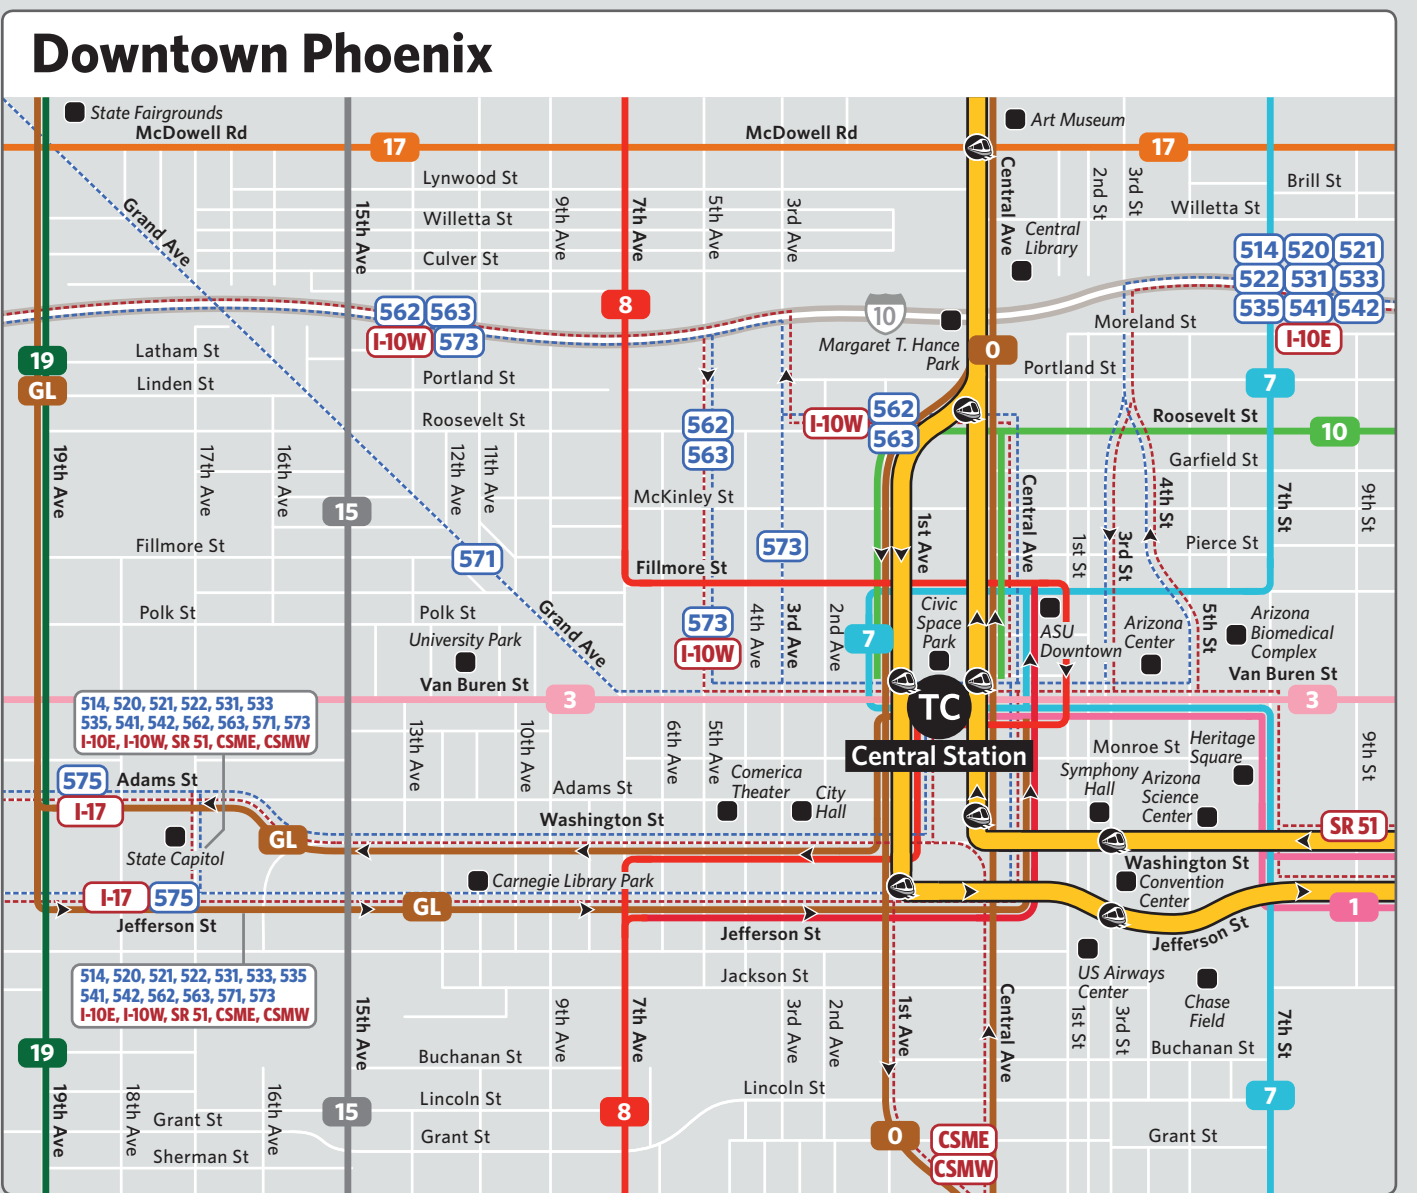 Downtown Phoenix
State Fairgrounds
McDowell Rd
McDowell Rd
Art Museum
17
17
Lynwood St
Brill St
Grand Ave
15th Ave
Willetta St
9th Ave
7th Ave
5th Ave
3rd Ave
Central Ave
2nd St
3rd St
Willetta St
Central
Library
Culver St
514 520 521
522 531 533
535 541 542
I-10E
562 563
I-10W 573
8
10
Moreland St
Margaret T. Hance
Park
0
19
GL
Latham St
Linden St
Portland St
Portland St
7
Roosevelt St
562
563
I-10W
562
563
Roosevelt St
10
Garfield St
19th Ave
17th Ave
16th Ave
12th Ave
11th Ave
McKinley St
15
1st Ave
Central Ave
4th St
7th St
9th St
Fillmore St
571
573
Fillmore St
1st St
3rd St
Pierce St
Polk St
Polk St
Grand Ave
573
I-10W
4th Ave
3rd Ave
2nd Ave
7
Civic
Space
Park
ASU
Downtown
Arizona
Center
5th St
Arizona
Biomedical
Complex
University Park
Van Buren St
Van Buren St
3
3
TC
Central Station
514, 520, 521, 522, 531, 533
535, 541, 542, 562, 563, 571, 573
I-10E, I-10W, SR 51, CSME, CSMW
13th Ave
10th Ave
6th Ave
5th Ave
Monroe St
Heritage
Square
9th St
575
Adams St
I-17
Adams St
Comerica
Theater
City
Hall
Symphony
Hall
Arizona
Science
Center
Washington St
SR 51
GL
State Capitol
Washington St
Carnegie Library Park
Convention
Center
I-17 575
GL
1
Jefferson St
Jefferson St
Jefferson St
514, 520, 521, 522, 531, 533, 535
541, 542, 562, 563, 571, 573
I-10E, I-10W, SR 51, CSME, CSMW
Jackson St
US Airways
Center
Chase
Field
15th Ave
9th Ave
7th Ave
3rd Ave
2nd Ave
1st Ave
Central Ave
1st St
3rd St
7th St
19
Buchanan St
Buchanan St
19th Ave
18th Ave
16th Ave
Lincoln St
Lincoln St
15
8
7
Grant St
Grant St
Grant St
0
CSME
CSMW
Sherman St